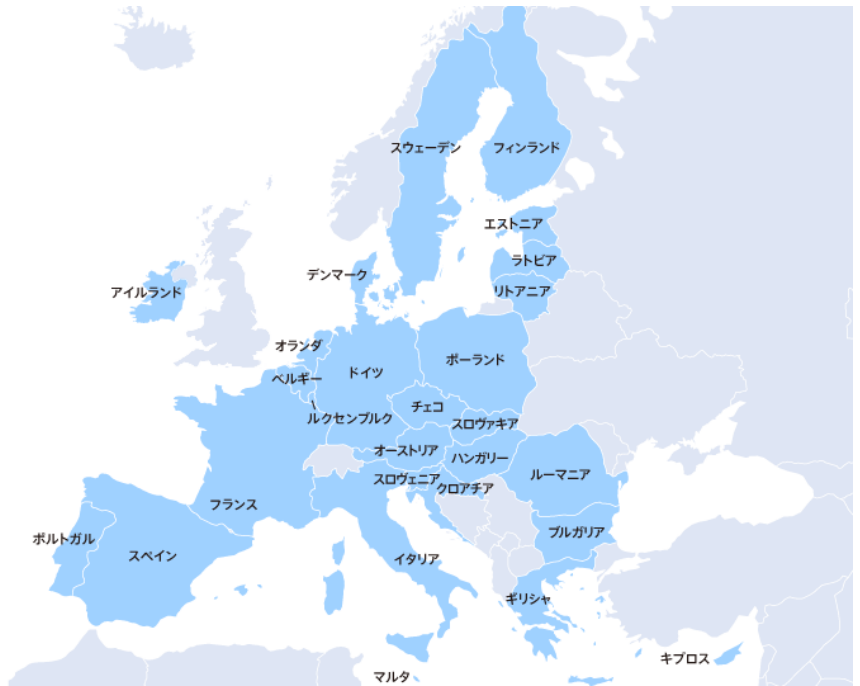 スウェーデン
フィンランド
エストニア
ラトビア
デンマーク
アイルランド
リトアニア
オランダ
ポーランド
ベルギー
ドイツ
チェコ
ルクセンブルク
スロヴァキア
オーストリア
ハンガリー
ルーマニア
スロヴェニア
クロアチア
フランス
ブルガリア
ポルトガル
スペイン
イタリア
ギリシャ
キプロス
マルタ